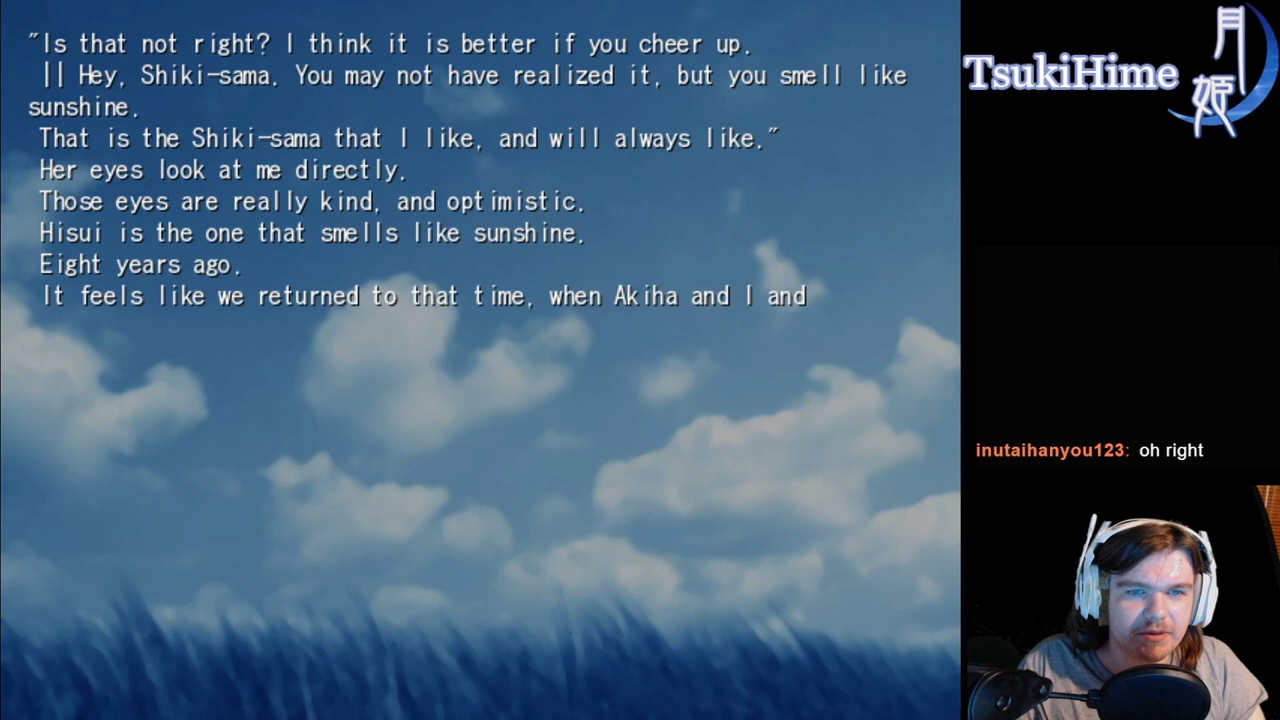 "Is that not right? I think it is better if you cheer up.
|| Hey, Shiki-sama. You may not have realized it, but you smell like
sunshine.
That is the Shiki-sama that I like, and will always like."
Her eyes look at me directly.
Those eyes are really kind, and optimistic.
Hisui is the one that smells like sunshine.
Eight years ago.
It feels like we returned to that time, when Akiha and I and
TsukiHime 月姫
inutaihanyou123: oh right